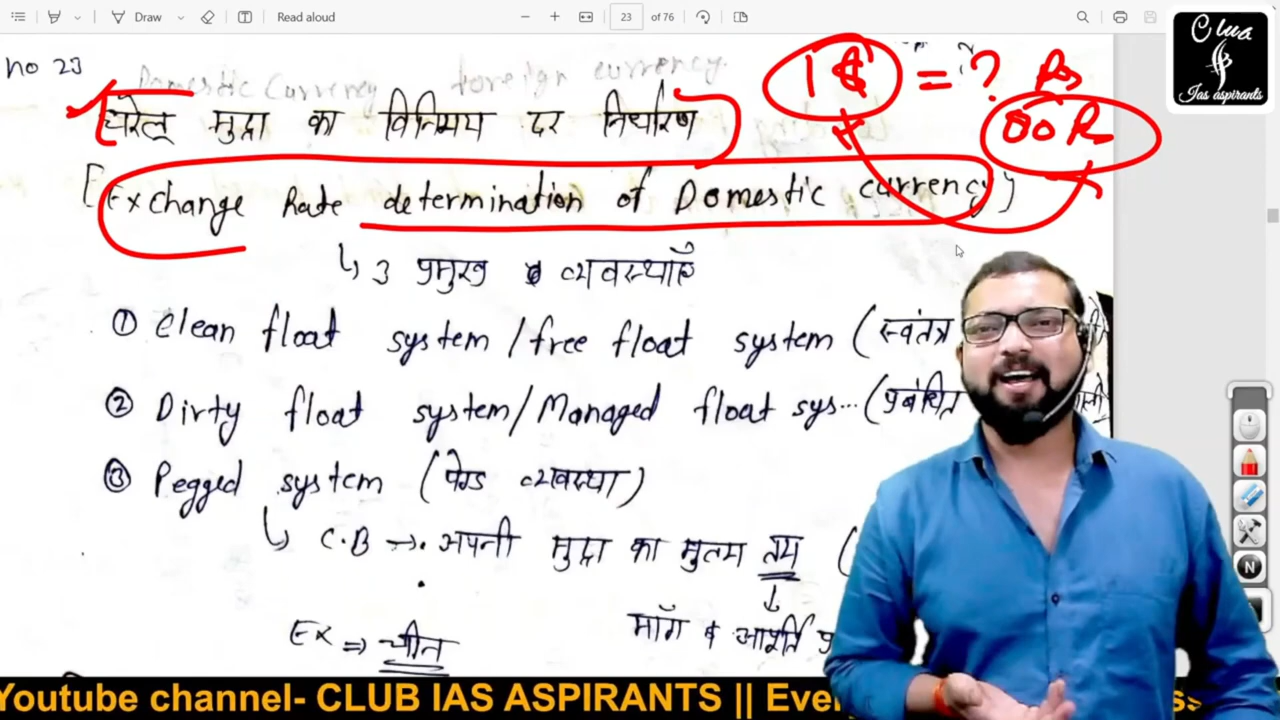 Draw
Read aloud
23 of 76
Club
Ias aspirants
no 23
Domestic Currency foreign currency.
1 $ = ? Rs
80 Rs
घरेलू मुद्रा का विनिमय दर निर्धारण
[Exchange Rate determination of Domestic currency]
↳ 3 प्रमुख व्यवस्थाएँ
① Clean float system / free float system (स्वतंत्र
② Dirty float system / Managed float sys... (प्रबंधित
③ Pegged system (पेग्ड व्यवस्था)
↳ C.B →. अपनी मुद्रा का मुल्य तय (
↓
Ex ⇒ चीन
माँग व आपूर्ति
Youtube channel- CLUB IAS ASPIRANTS || Ever